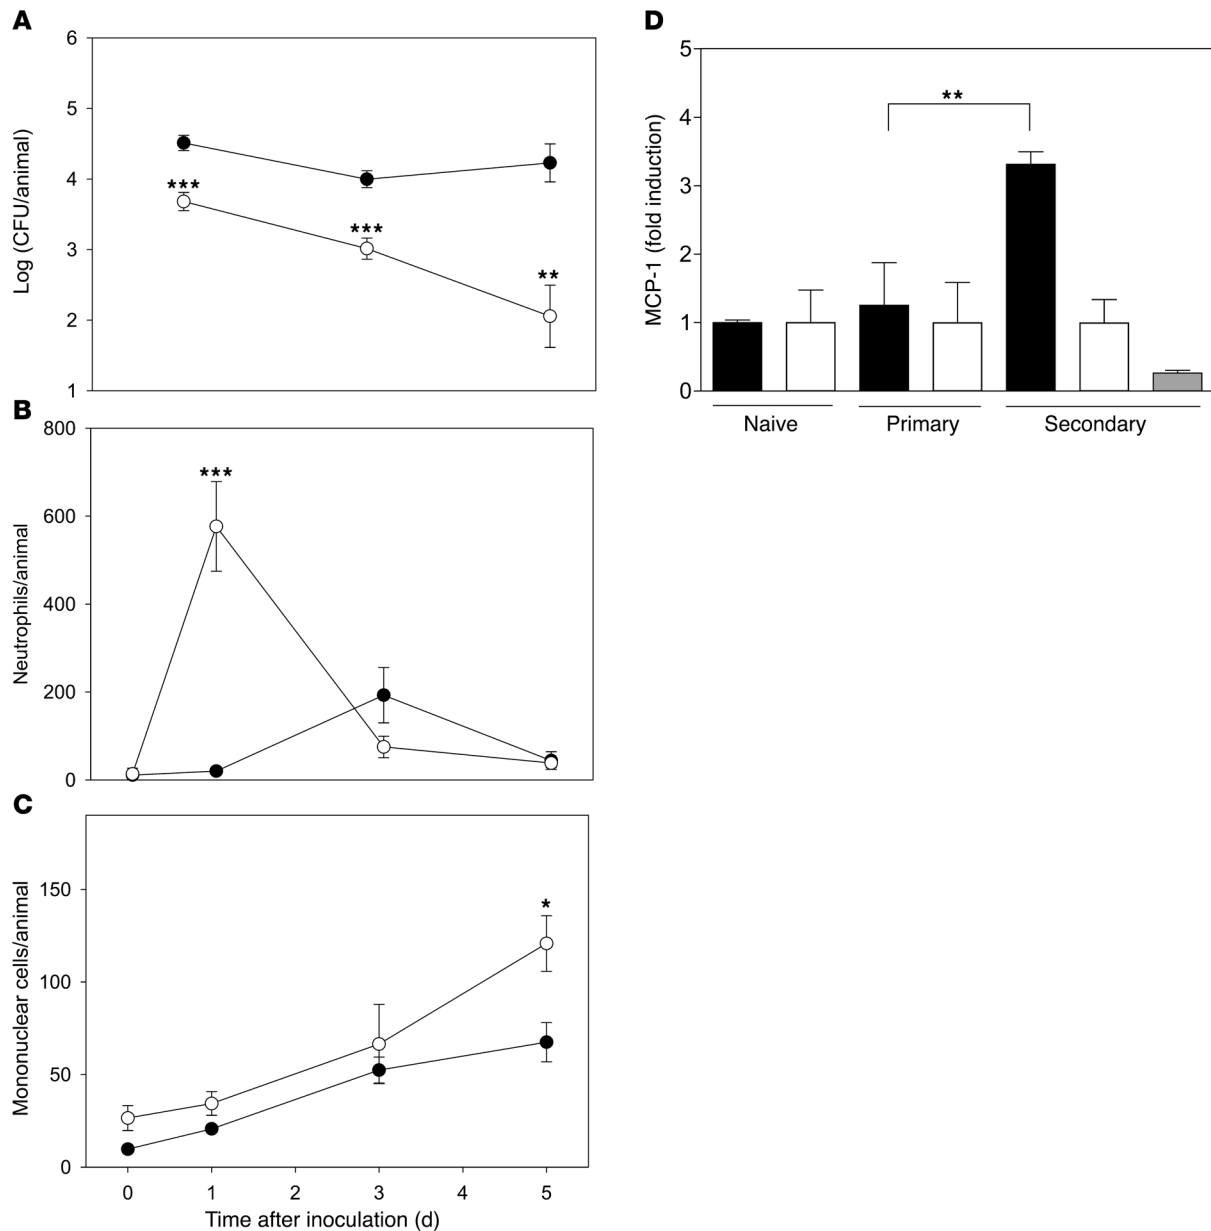 A
6
5
4
3
2
1
Log (CFU/animal)
***
***
**
B
800
600
400
200
0
Neutrophils/animal
***
C
150
100
50
0
Mononuclear cells/animal
*
0 1 2 3 4 5
Time after inoculation (d)
D
5
4
3
2
1
0
MCP-1 (fold induction)
**
Naive Primary Secondary